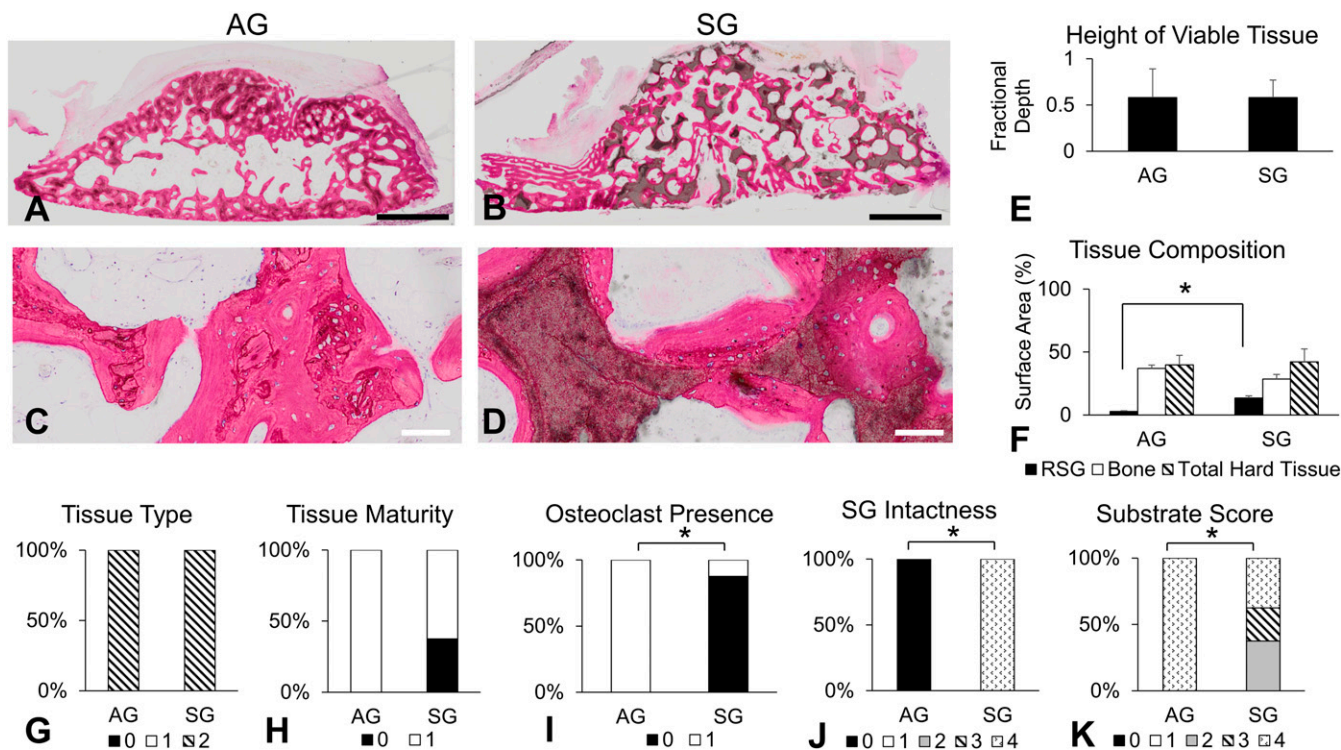 AG
SG
A
B
C
D
Height of Viable Tissue
Fractional
Depth
1
0.5
0
AG SG
E
Tissue Composition
Surface Area (%)
100
50
0
*
AG SG
F
RSG Bone Total Hard Tissue
Tissue Type
100%
50%
0%
AG SG
G
0 1 2
Tissue Maturity
100%
50%
0%
AG SG
H
0 1
Osteoclast Presence
*
100%
50%
0%
AG SG
I
0 1
SG Intactness
*
100%
50%
0%
AG SG
J
0 1 2 3 4
Substrate Score
*
100%
50%
0%
AG SG
K
0 1 2 3 4